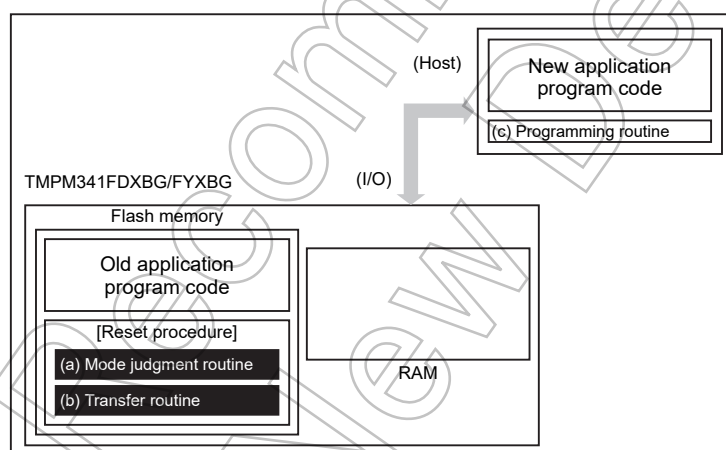 (Host)
New application
program code
(c) Programming routine
(I/O)
TMPM341FDXBG/FYXBG
Flash memory
Old application
program code
[Reset procedure]
(a) Mode judgment routine
(b) Transfer routine
RAM